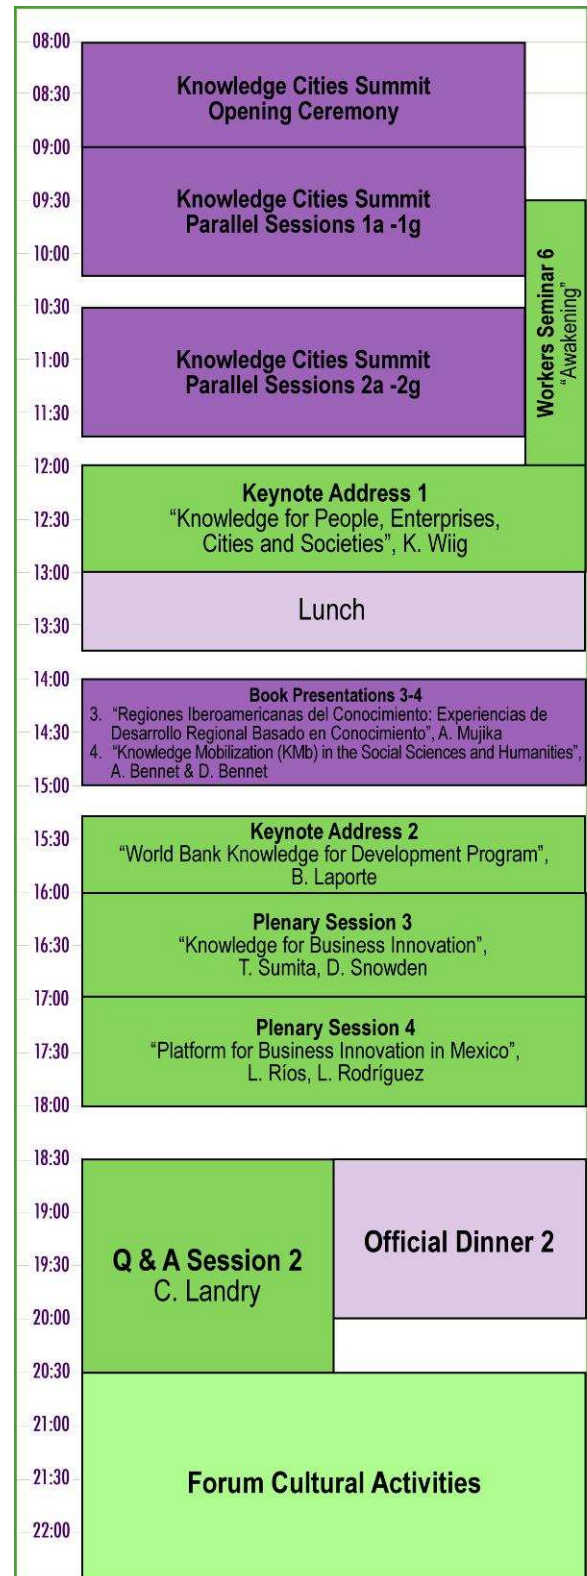 08:00
08:30
09:00
09:30
10:00
10:30
11:00
11:30
12:00
12:30
13:00
13:30
14:00
14:30
15:00
15:30
16:00
16:30
17:00
17:30
18:00
18:30
19:00
19:30
20:00
20:30
21:00
21:30
22:00
Knowledge Cities Summit
Opening Ceremony
Knowledge Cities Summit
Parallel Sessions 1a -1g
Workers Seminar 6
“Awakening”
Knowledge Cities Summit
Parallel Sessions 2a -2g
Keynote Address 1
“Knowledge for People, Enterprises,
Cities and Societies”, K. Wiig
Lunch
Book Presentations 3-4
3. “Regiones Iberoamericanas del Conocimiento: Experiencias de
Desarrollo Regional Basado en Conocimiento”, A. Mujika
4. “Knowledge Mobilization (KMb) in the Social Sciences and Humanities”,
A. Bennet & D. Bennet
Keynote Address 2
“World Bank Knowledge for Development Program”,
B. Laporte
Plenary Session 3
“Knowledge for Business Innovation”,
T. Sumita, D. Snowden
Plenary Session 4
“Platform for Business Innovation in Mexico”,
L. Ríos, L. Rodríguez
Q & A Session 2
C. Landry
Official Dinner 2
Forum Cultural Activities